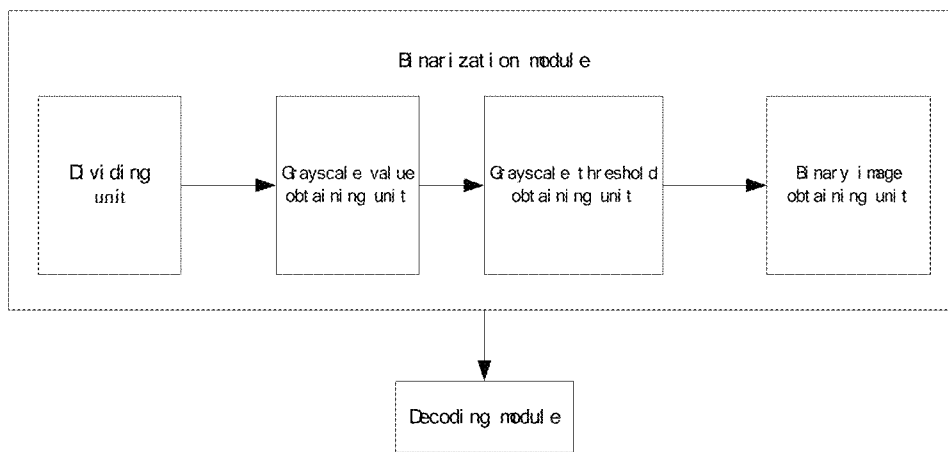 Binarization module
Dividing
unit
Grayscale value
obtaining unit
Grayscale threshold
obtaining unit
Binary image
obtaining unit
Decoding module